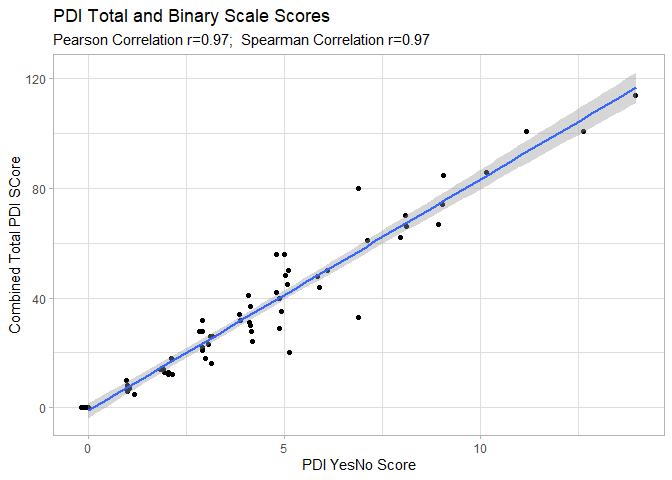 PDI Total and Binary Scale Scores
Pearson Correlation r=0.97;  Spearman Correlation r=0.97
120
80
40
0
Combined Total PDI SCore
0 5 10
PDI YesNo Score